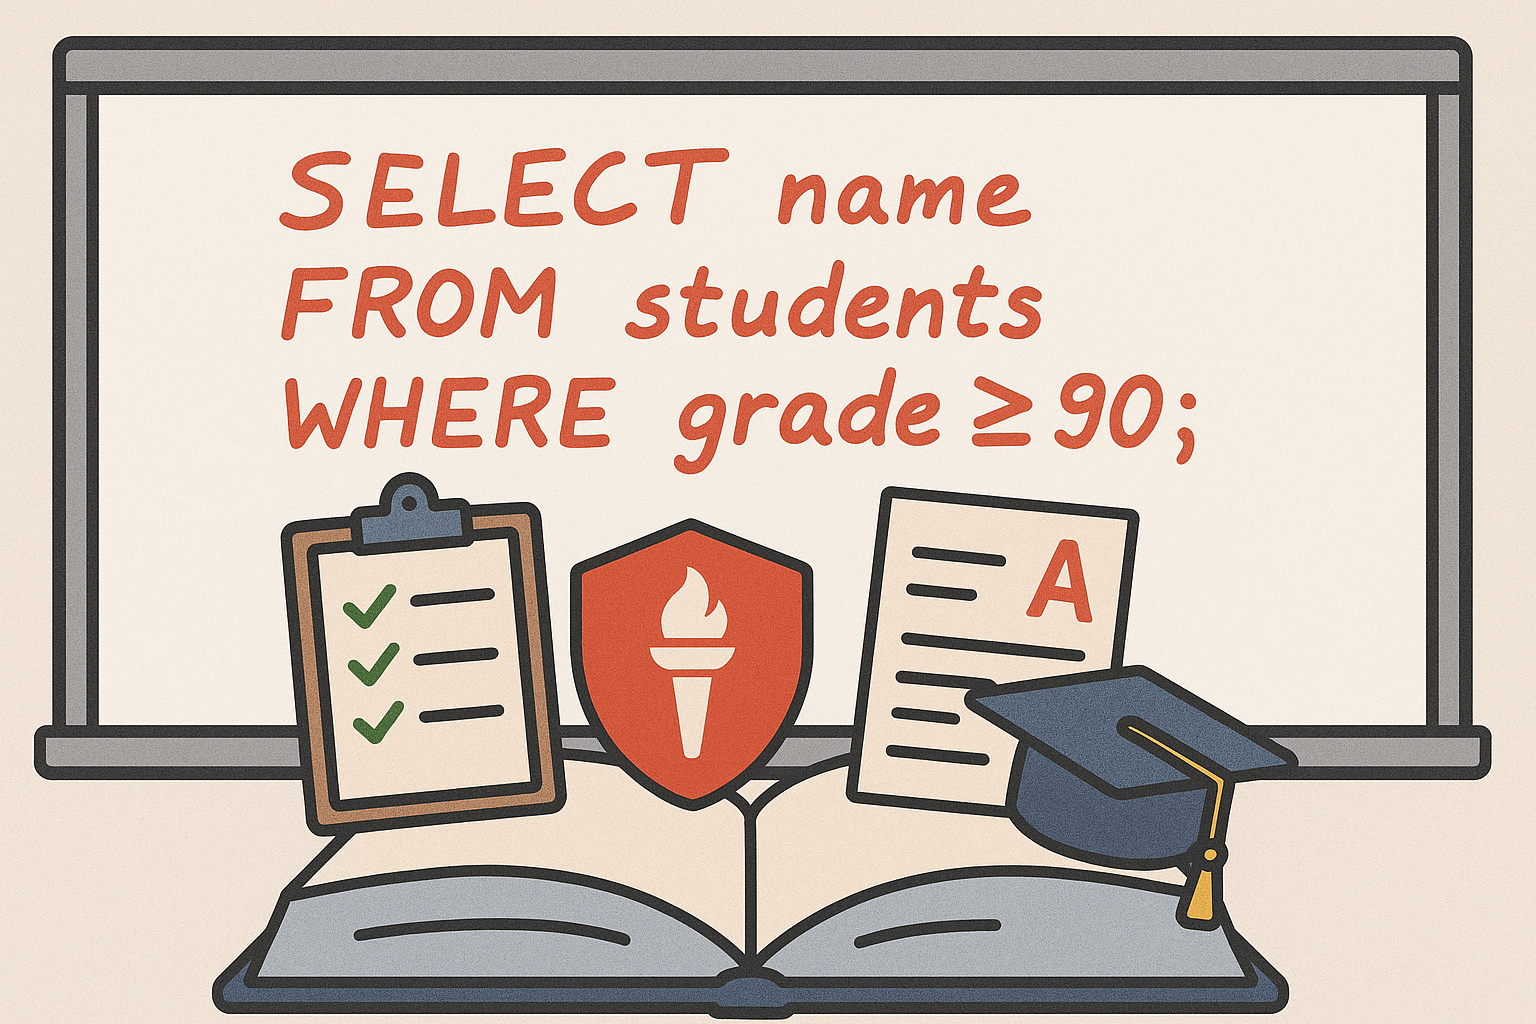 SELECT name
FROM students
WHERE grade ≥ 90;
A